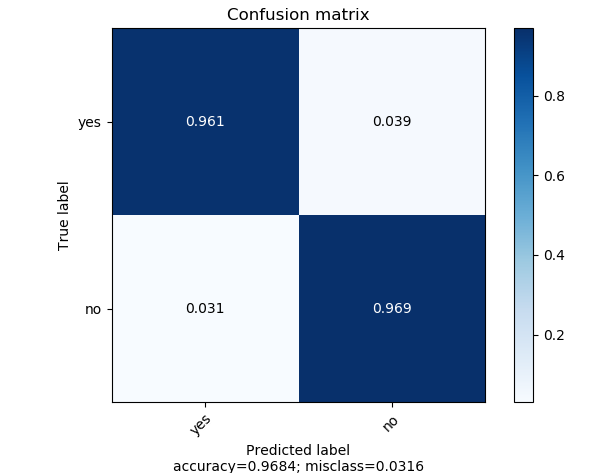 Confusion matrix
yes
0.961
0.039
0.8
0.6
True label
0.4
no
0.031
0.969
0.2
yes
no
Predicted label
accuracy=0.9684; misclass=0.0316